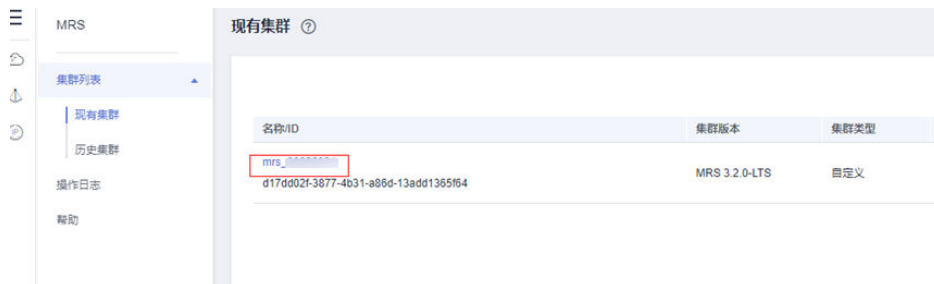 MRS
现有集群
集群列表
现有集群
历史集群
操作日志
帮助
名称/ID 集群版本 集群类型
mrs_
d17dd02f-3877-4b31-a86d-13add1365f64
MRS 3.2.0-LTS 自定义